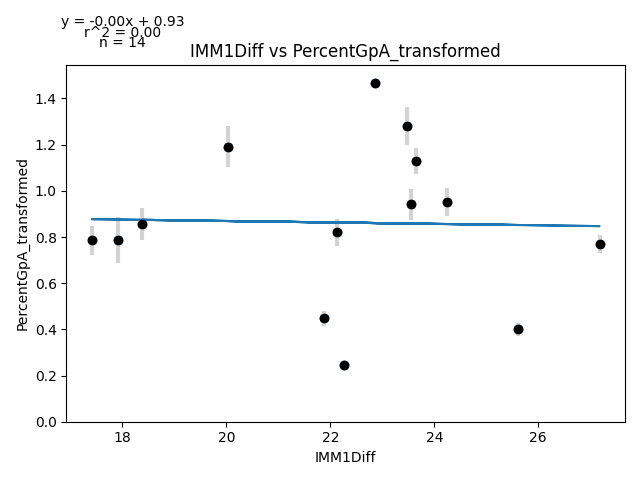 y = -0.00x + 0.93
r^2 = 0.00
n = 14
IMM1Diff vs PercentGpA_transformed
1.4
1.2
1.0
0.8
0.6
0.4
0.2
0.0
PercentGpA_transformed
18 20 22 24 26
IMM1Diff